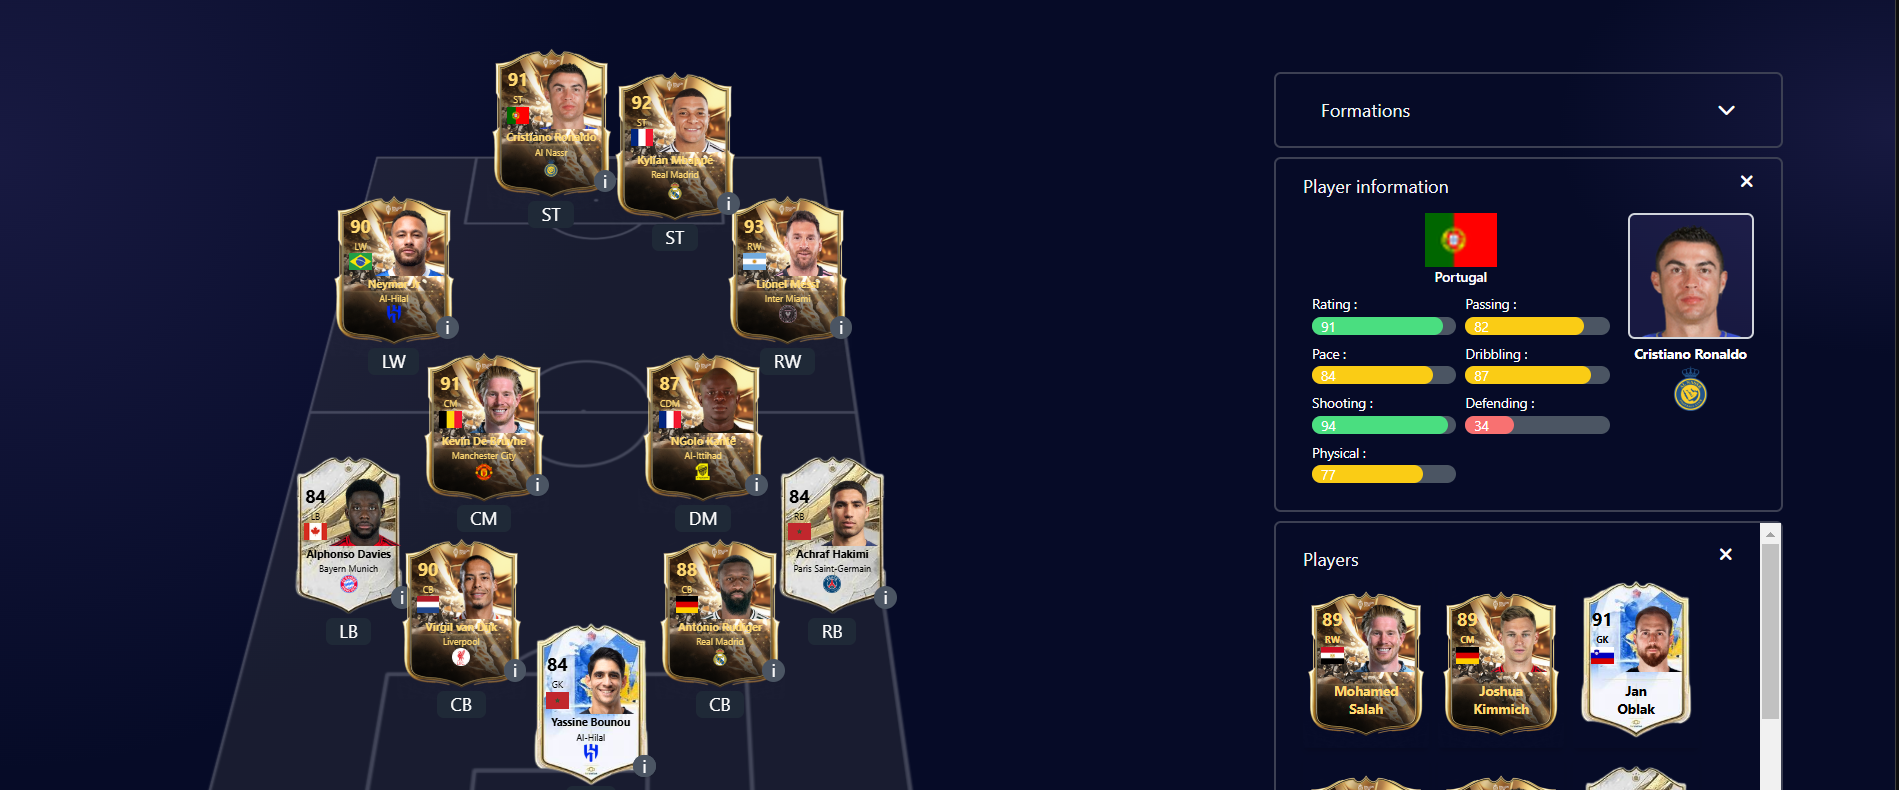 91
ST
Cristiano Ronaldo
Al Nassr
i
ST
92
ST
Kylian Mbappé
Real Madrid
i
ST
90
LW
Neymar Jr
Al-Hilal
i
LW
93
RW
Lionel Messi
Inter Miami
i
RW
91
CM
Kevin De Bruyne
Manchester City
i
CM
87
CDM
NGolo Kante
Al-Ittihad
i
DM
84
LB
Alphonso Davies
Bayern Munich
i
LB
90
CB
Virgil van Dijk
Liverpool
i
CB
88
CB
Antonio Rudiger
Real Madrid
i
CB
84
RB
Achraf Hakimi
Paris Saint-Germain
i
RB
84
GK
Yassine Bounou
Al-Hilal
i
Formations
Player information
Portugal
Rating :
91
Passing :
82
Pace :
84
Dribbling :
87
Shooting :
94
Defending :
34
Physical :
77
Cristiano Ronaldo
Players
89
RW
Mohamed
Salah
89
CM
Joshua
Kimmich
91
GK
Jan
Oblak